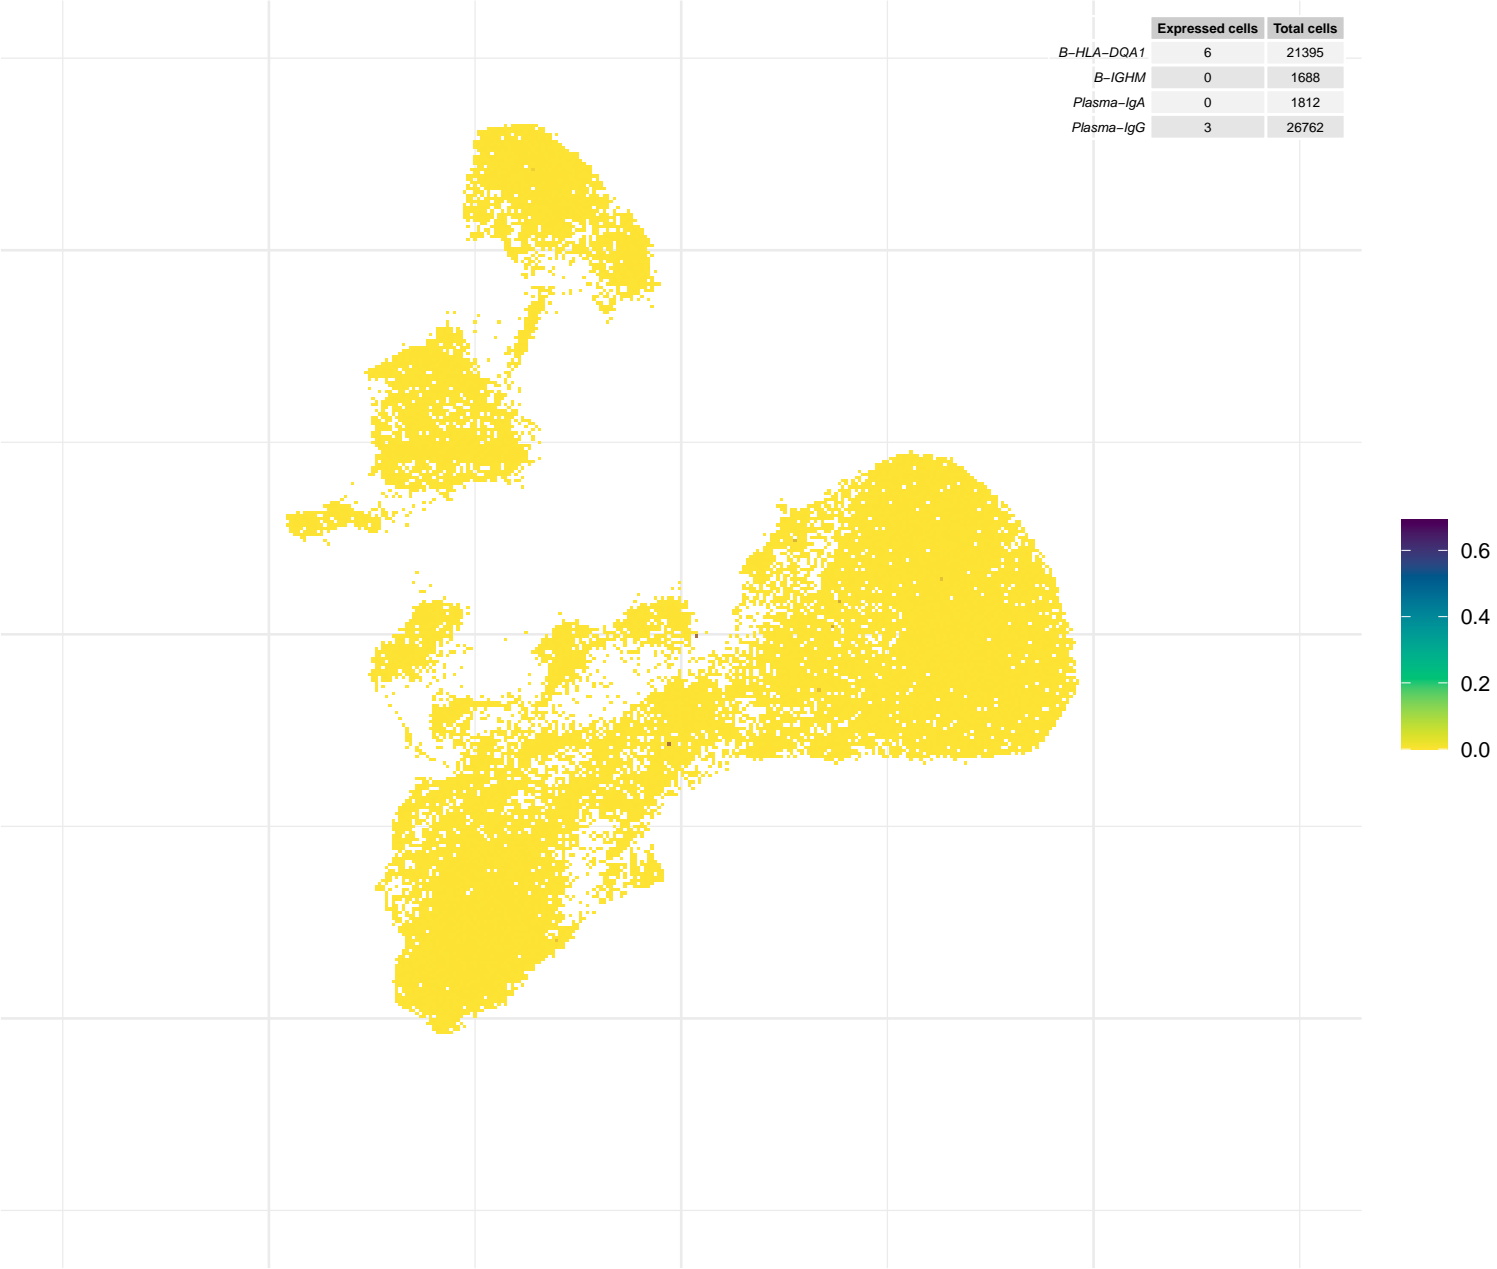 Expressed cells Total cells
B−HLA−DQA1 6 21395
B−IGHM 0 1688
Plasma−IgA 0 1812
Plasma−IgG 3 26762
0.6
0.4
0.2
0.0